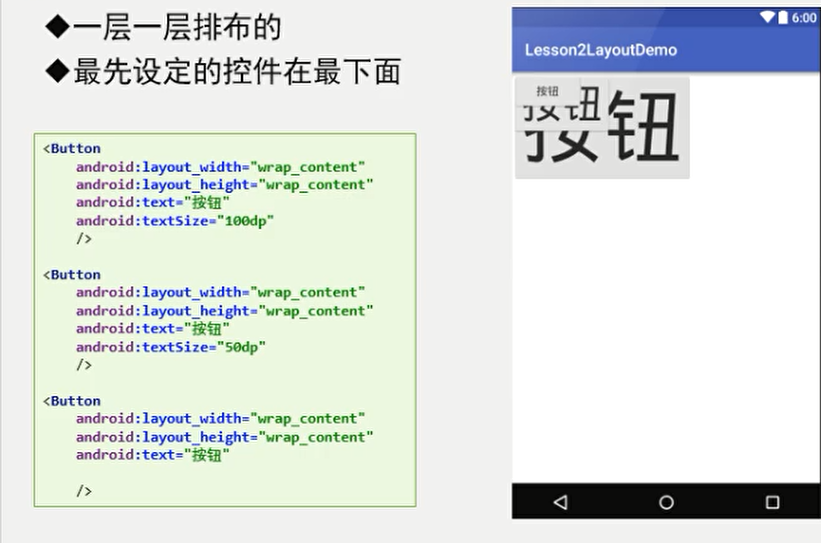 ◆一层一层排布的
◆最先设定的控件在最下面
<Button
android:layout_width="wrap_content"
android:layout_height="wrap_content"
android:text="按钮"
android:textSize="100dp"
/>
<Button
android:layout_width="wrap_content"
android:layout_height="wrap_content"
android:text="按钮"
android:textSize="50dp"
/>
<Button
android:layout_width="wrap_content"
android:layout_height="wrap_content"
android:text="按钮"
/>
6:00
Lesson2LayoutDemo
按钮
按钮
按钮